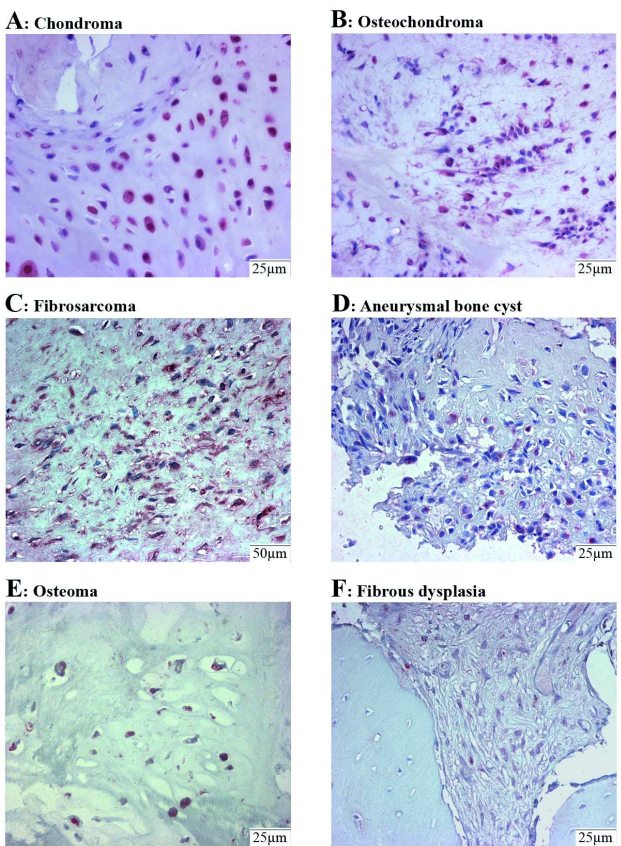 A: Chondroma
B: Osteochondroma
25µm
25µm
C: Fibrosarcoma
D: Aneurysmal bone cyst
50µm
25µm
E: Osteoma
F: Fibrous dysplasia
25µm
25µm